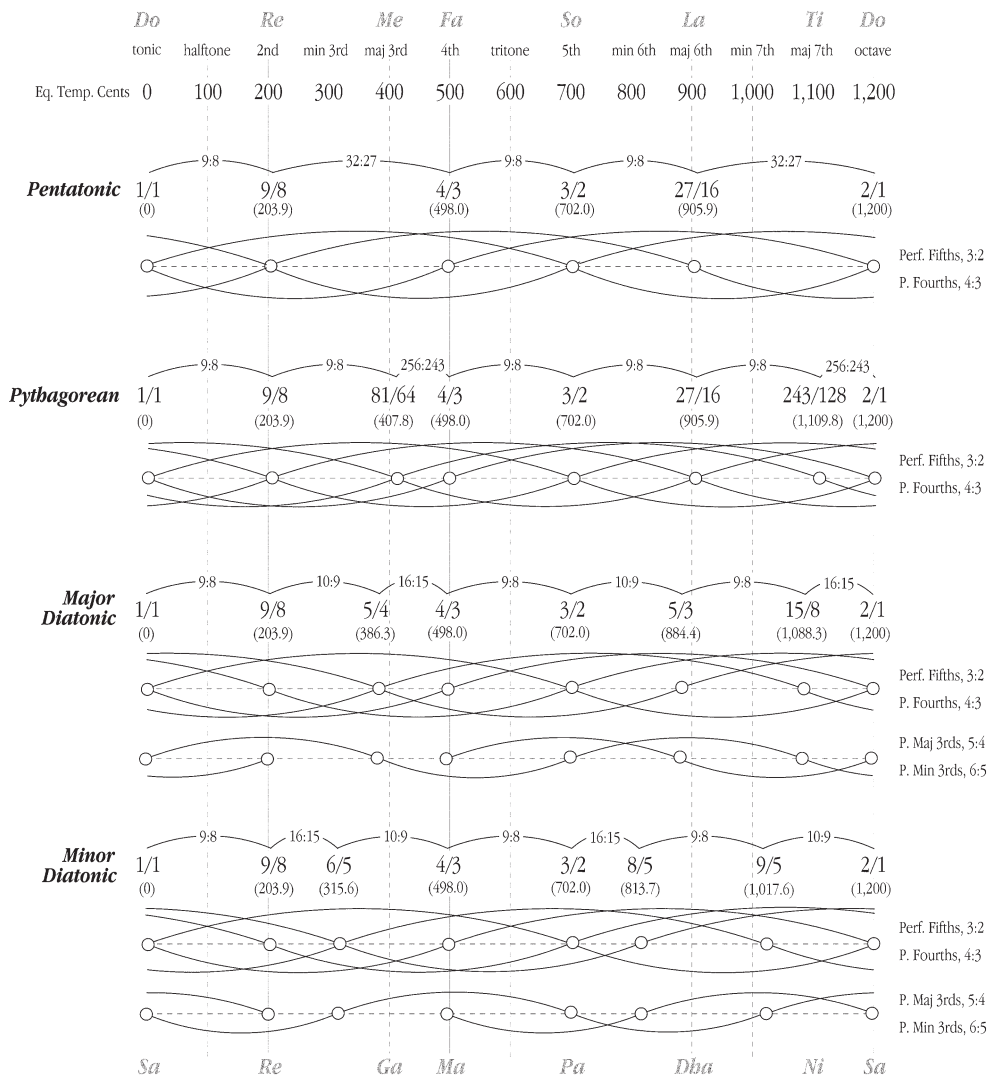 Do Re Me Fa So La Ti Do
tonic halftone 2nd min 3rd maj 3rd 4th tritone 5th min 6th maj 6th min 7th maj 7th octave
Eq. Temp. Cents 0 100 200 300 400 500 600 700 800 900 1,000 1,100 1,200
9:8 32:27 9:8 9:8 32:27
Pentatonic 1/1 9/8 4/3 3/2 27/16 2/1
(0) (203.9) (498.0) (702.0) (905.9) (1,200)
Perf. Fifths, 3:2
P. Fourths, 4:3
9:8 9:8 256:243 9:8 9:8 9:8 256:243
Pythagorean 1/1 9/8 81/64 4/3 3/2 27/16 243/128 2/1
(0) (203.9) (407.8) (498.0) (702.0) (905.9) (1,109.8) (1,200)
Perf. Fifths, 3:2
P. Fourths, 4:3
9:8 10:9 16:15 9:8 10:9 9:8 16:15
Major
Diatonic 1/1 9/8 5/4 4/3 3/2 5/3 15/8 2/1
(0) (203.9) (386.3) (498.0) (702.0) (884.4) (1,088.3) (1,200)
Perf. Fifths, 3:2
P. Fourths, 4:3
P. Maj 3rds, 5:4
P. Min 3rds, 6:5
9:8 16:15 10:9 9:8 16:15 9:8 10:9
Minor
Diatonic 1/1 9/8 6/5 4/3 3/2 8/5 9/5 2/1
(0) (203.9) (315.6) (498.0) (702.0) (813.7) (1,017.6) (1,200)
Perf. Fifths, 3:2
P. Fourths, 4:3
P. Maj 3rds, 5:4
P. Min 3rds, 6:5
Sa Re Ga Ma Pa Dha Ni Sa